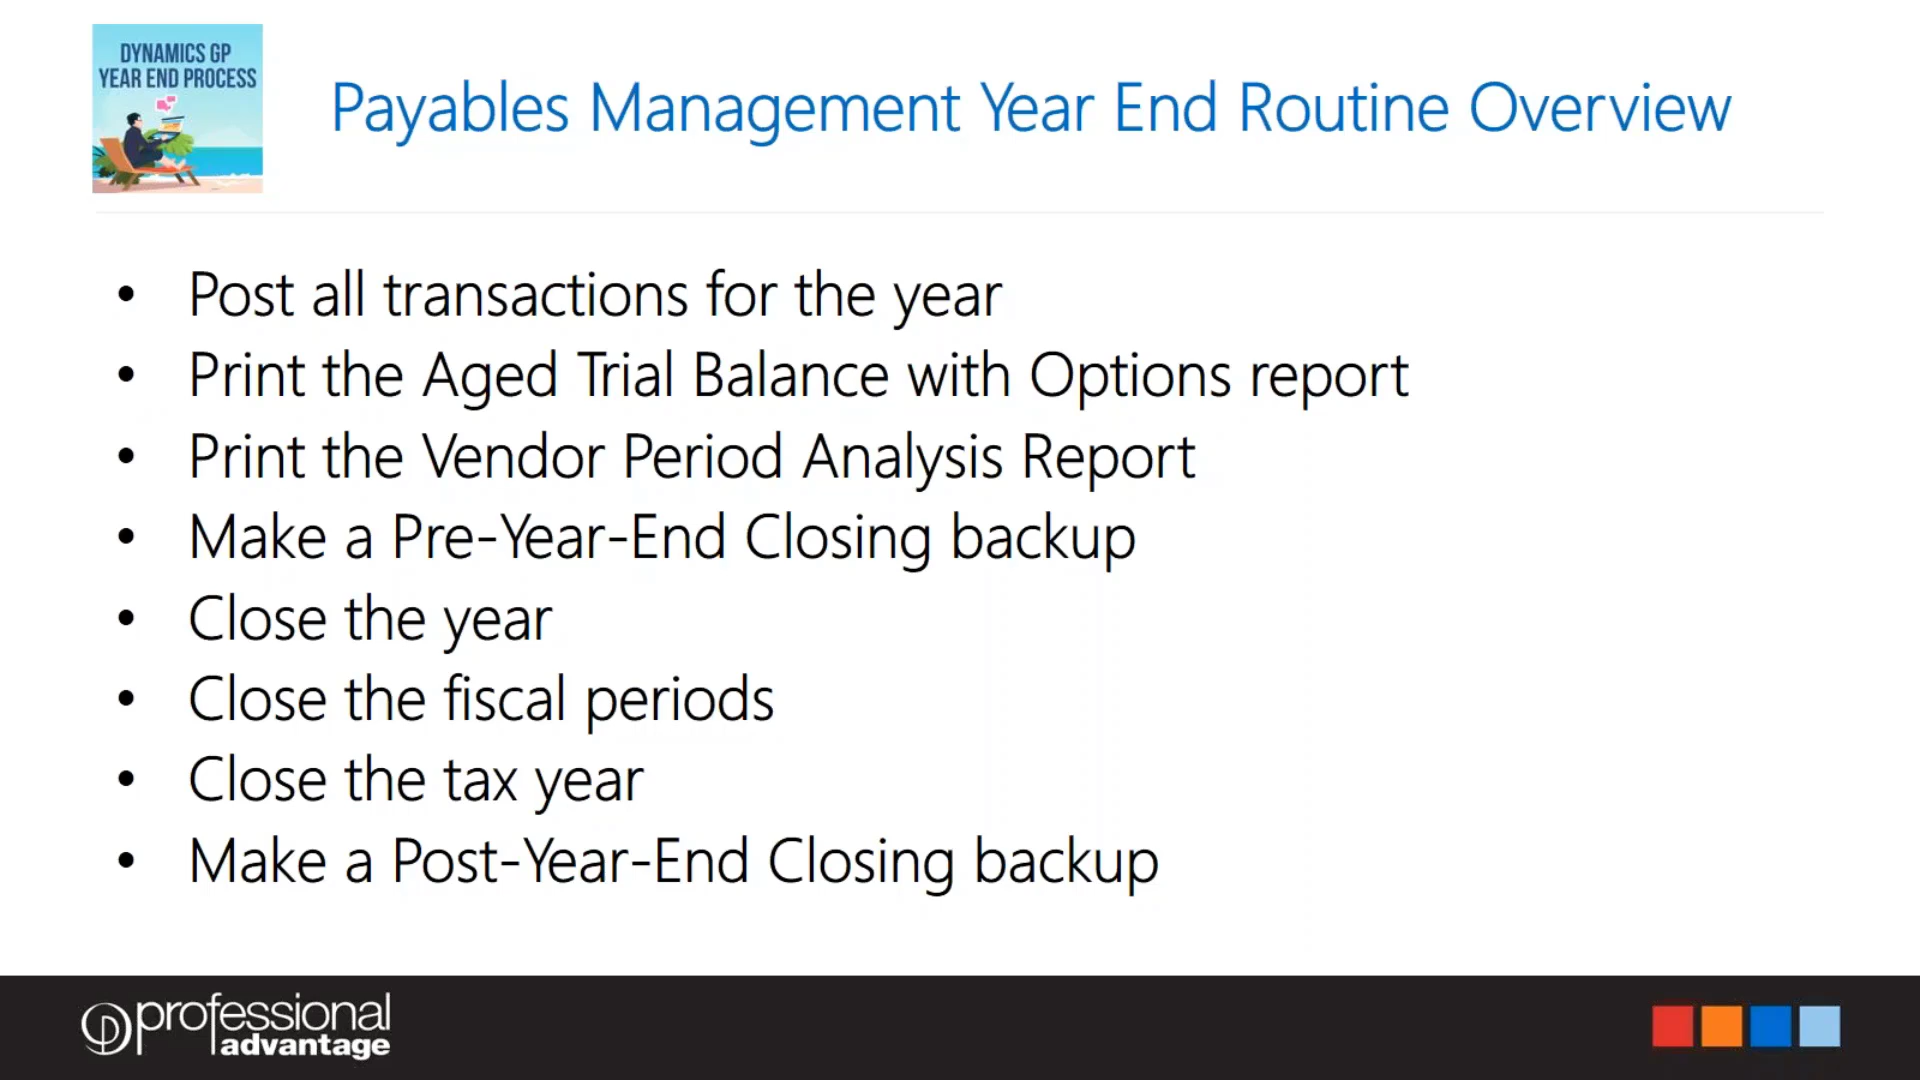 DYNAMICS GP
YEAR END PROCESS
Payables Management Year End Routine Overview
• Post all transactions for the year
• Print the Aged Trial Balance with Options report
• Print the Vendor Period Analysis Report
• Make a Pre-Year-End Closing backup
• Close the year
• Close the fiscal periods
• Close the tax year
• Make a Post-Year-End Closing backup
professional
advantage